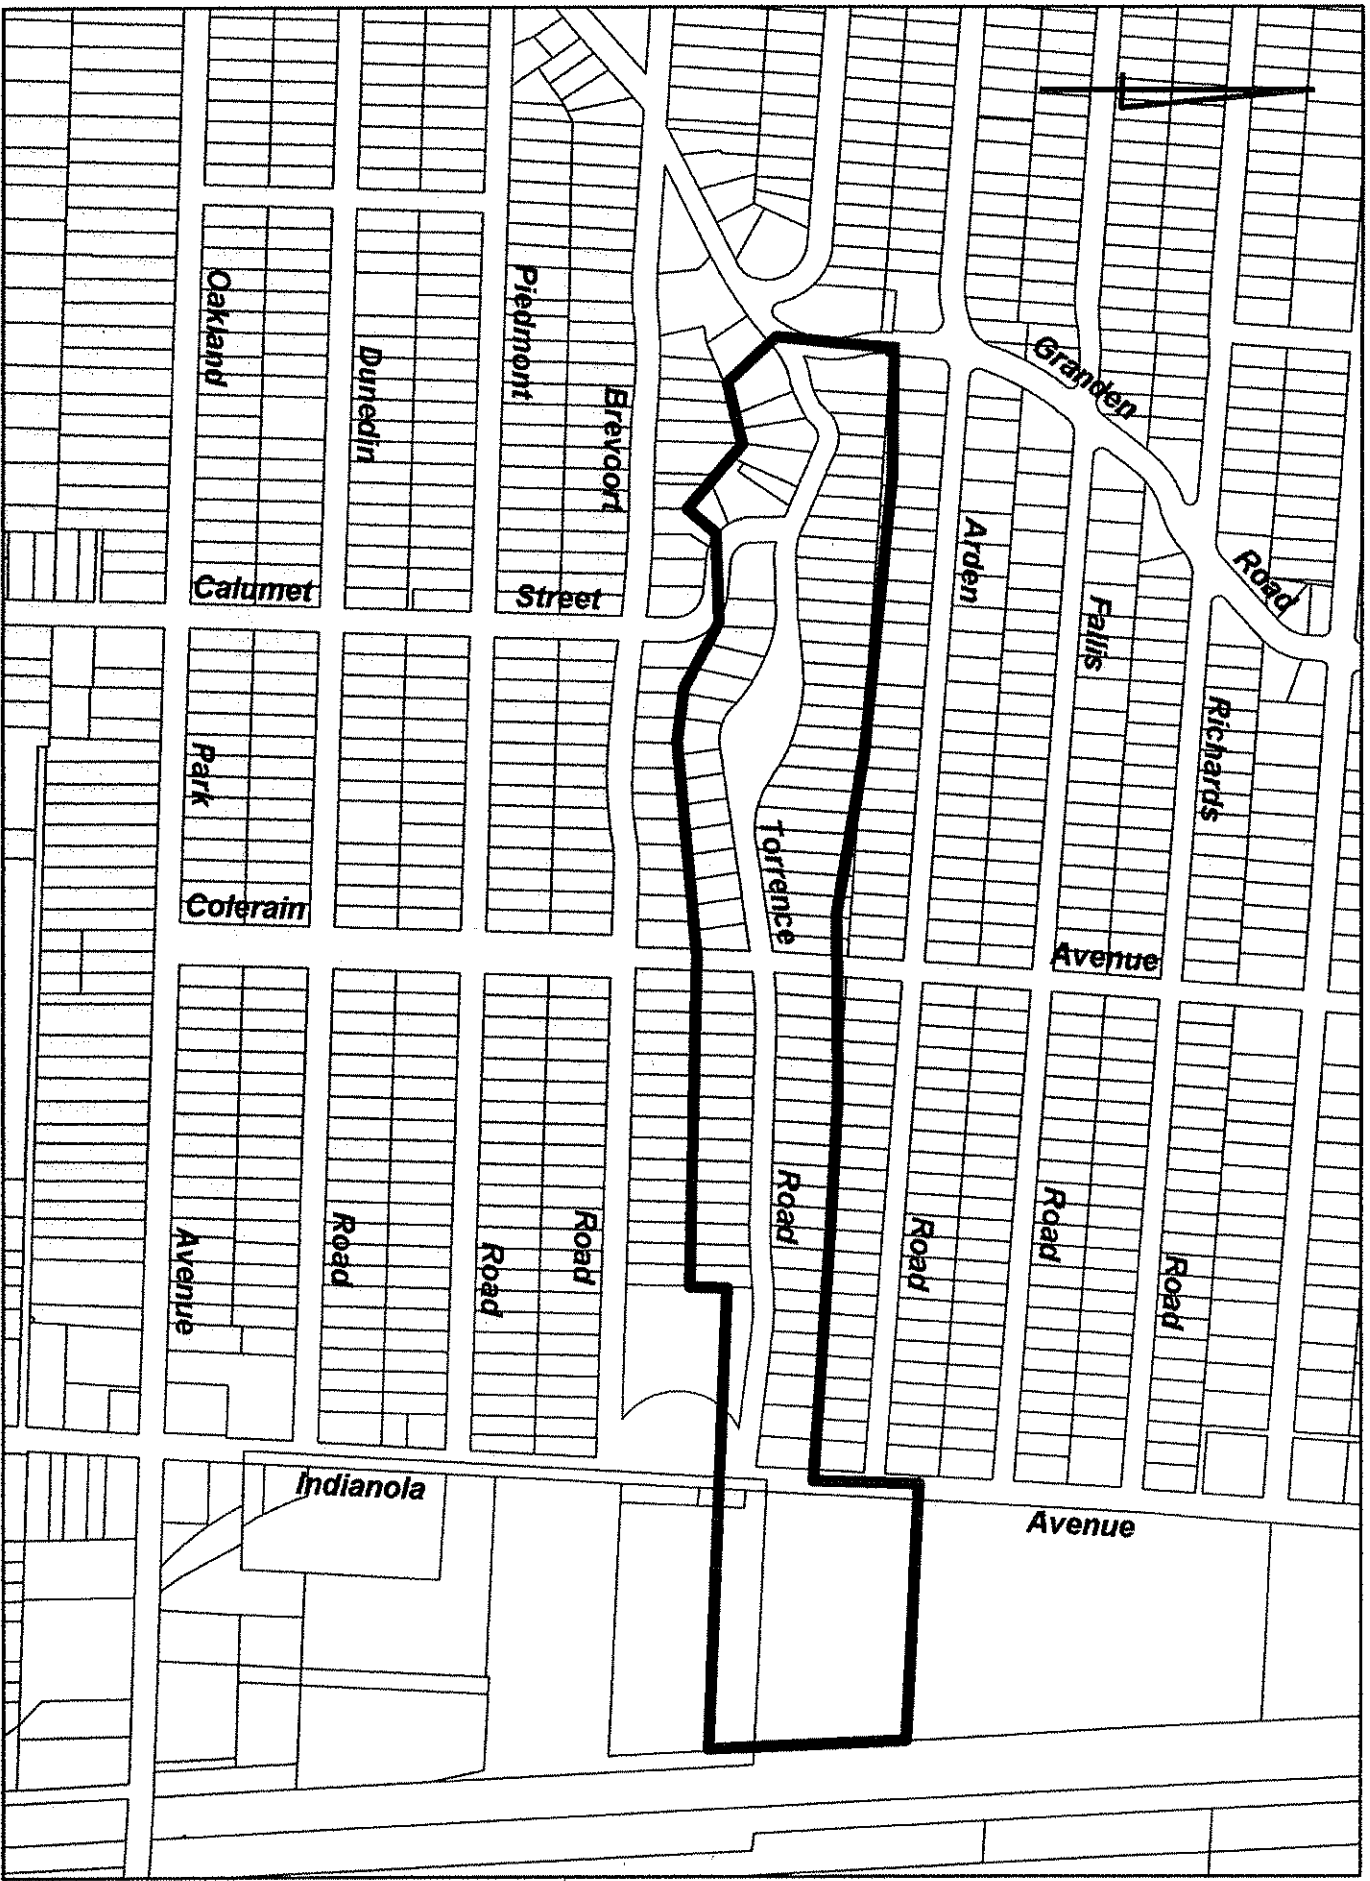 Granden
Road
Oakland
Piedmont
Dunedin
Brevoort
Arden
Calumet
Street
Fallis
Richards
Park
Torrence
Colerain
Avenue
Road
Road
Road
Road
Road
Avenue
Road
Road
Indianola
Avenue